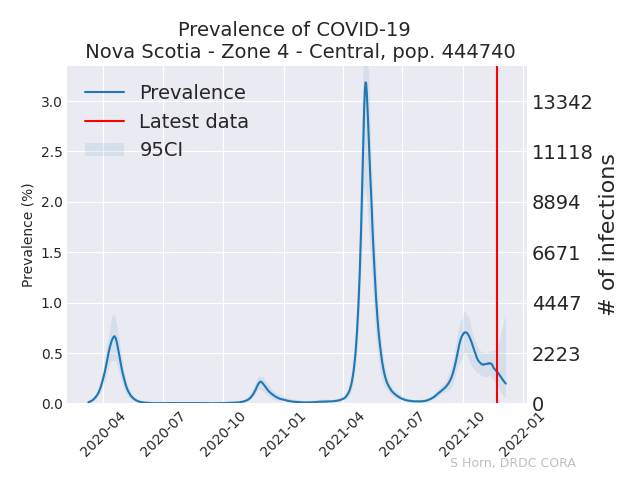 Prevalence of COVID-19
Nova Scotia - Zone 4 - Central, pop. 444740
Prevalence
Latest data
95CI
Prevalence (%)
3.0
2.5
2.0
1.5
1.0
0.5
0.0
13342
11118
8894
6671
4447
2223
0
# of infections
2020-04
2020-07
2020-10
2021-01
2021-04
2021-07
2021-10
2022-01
S Horn, DRDC CORA